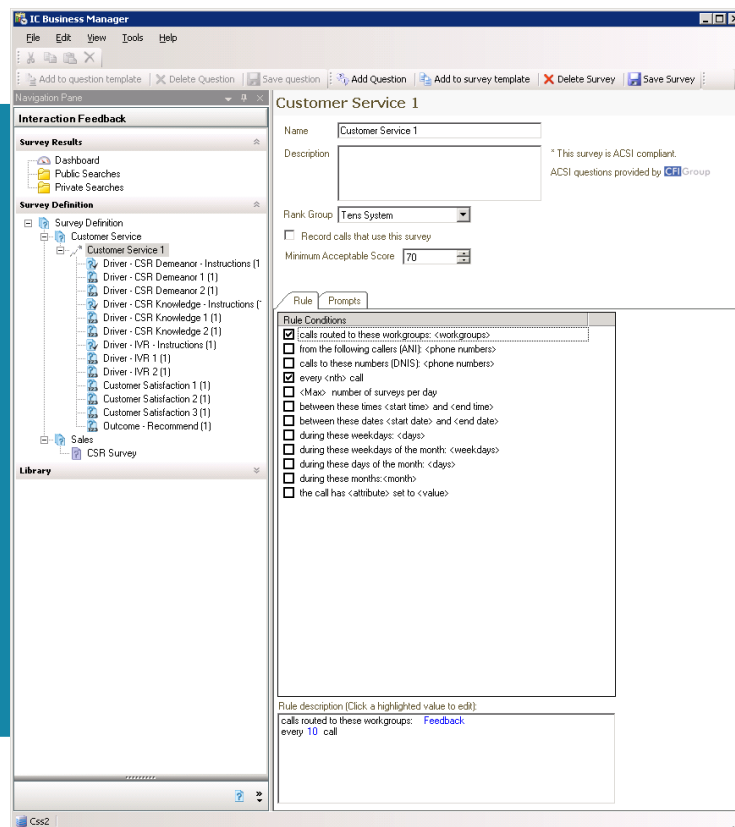 IC Business Manager
File Edit View Tools Help
Add to question template Delete Question Save question Add Question Add to survey template Delete Survey Save Survey
Navigation Pane
Interaction Feedback
Survey Results
Dashboard
Public Searches
Private Searches
Survey Definition
Survey Definition
Customer Service
Customer Service 1
Driver - CSR Demeanor - Instructions (1
Driver - CSR Demeanor 1 (1)
Driver - CSR Demeanor 2 (1)
Driver - CSR Knowledge - Instructions (
Driver - CSR Knowledge 1 (1)
Driver - CSR Knowledge 2 (1)
Driver - IVR - Instructions (1)
Driver - IVR 1 (1)
Driver - IVR 2 (1)
Customer Satisfaction 1 (1)
Customer Satisfaction 2 (1)
Customer Satisfaction 3 (1)
Outcome - Recommend (1)
Sales
CSR Survey
Library
Css2
Customer Service 1
Name Customer Service 1
Description
* This survey is ACSI compliant.
ACSI questions provided by CFI Group
Rank Group Tens System
Record calls that use this survey
Minimum Acceptable Score 70
Rule Prompts
Rule Conditions
calls routed to these workgroups: <workgroups>
from the following callers (ANI): <phone numbers>
calls to these numbers (DNIS): <phone numbers>
every <nth> call
<Max> number of surveys per day
between these times <start time> and <end time>
between these dates <start date> and <end date>
during these weekdays: <days>
during these weekdays of the month: <weekdays>
during these days of the month: <days>
during these months:<month>
the call has <attribute> set to <value>
Rule description (Click a highlighted value to edit):
calls routed to these workgroups: Feedback
every 10 call